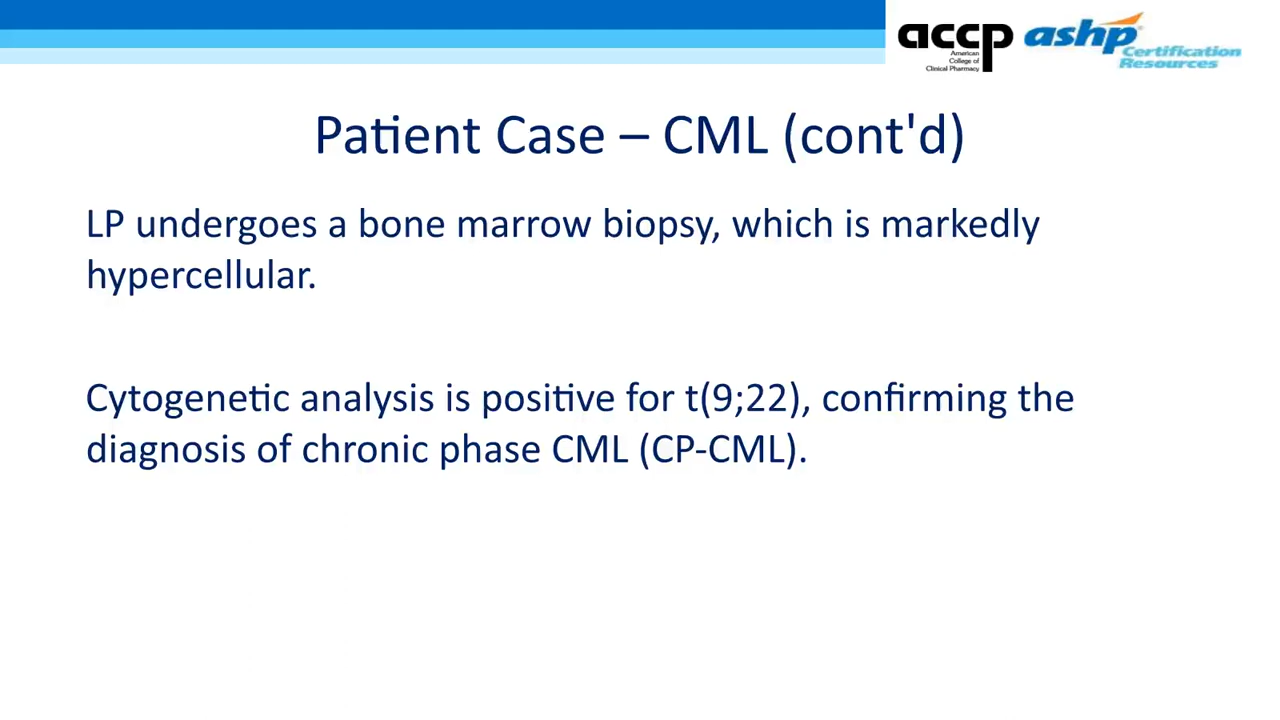 accp
American
College of
Clinical Pharmacy
ashp
Certification
Resources
Patient Case – CML (cont'd)
LP undergoes a bone marrow biopsy, which is markedly
hypercellular.
Cytogenetic analysis is positive for t(9;22), confirming the
diagnosis of chronic phase CML (CP-CML).